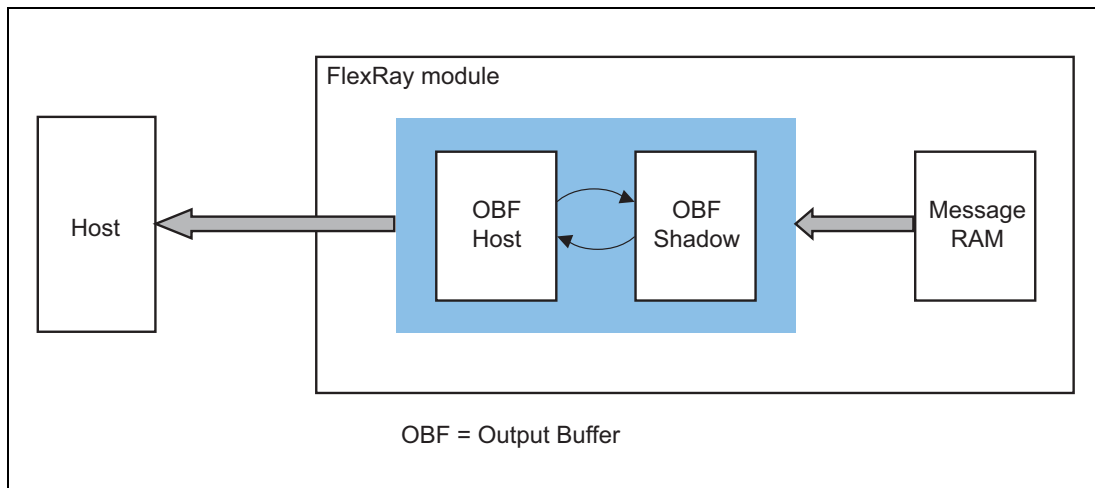 FlexRay module
Host
OBF
Host
OBF
Shadow
Message
RAM
OBF = Output Buffer